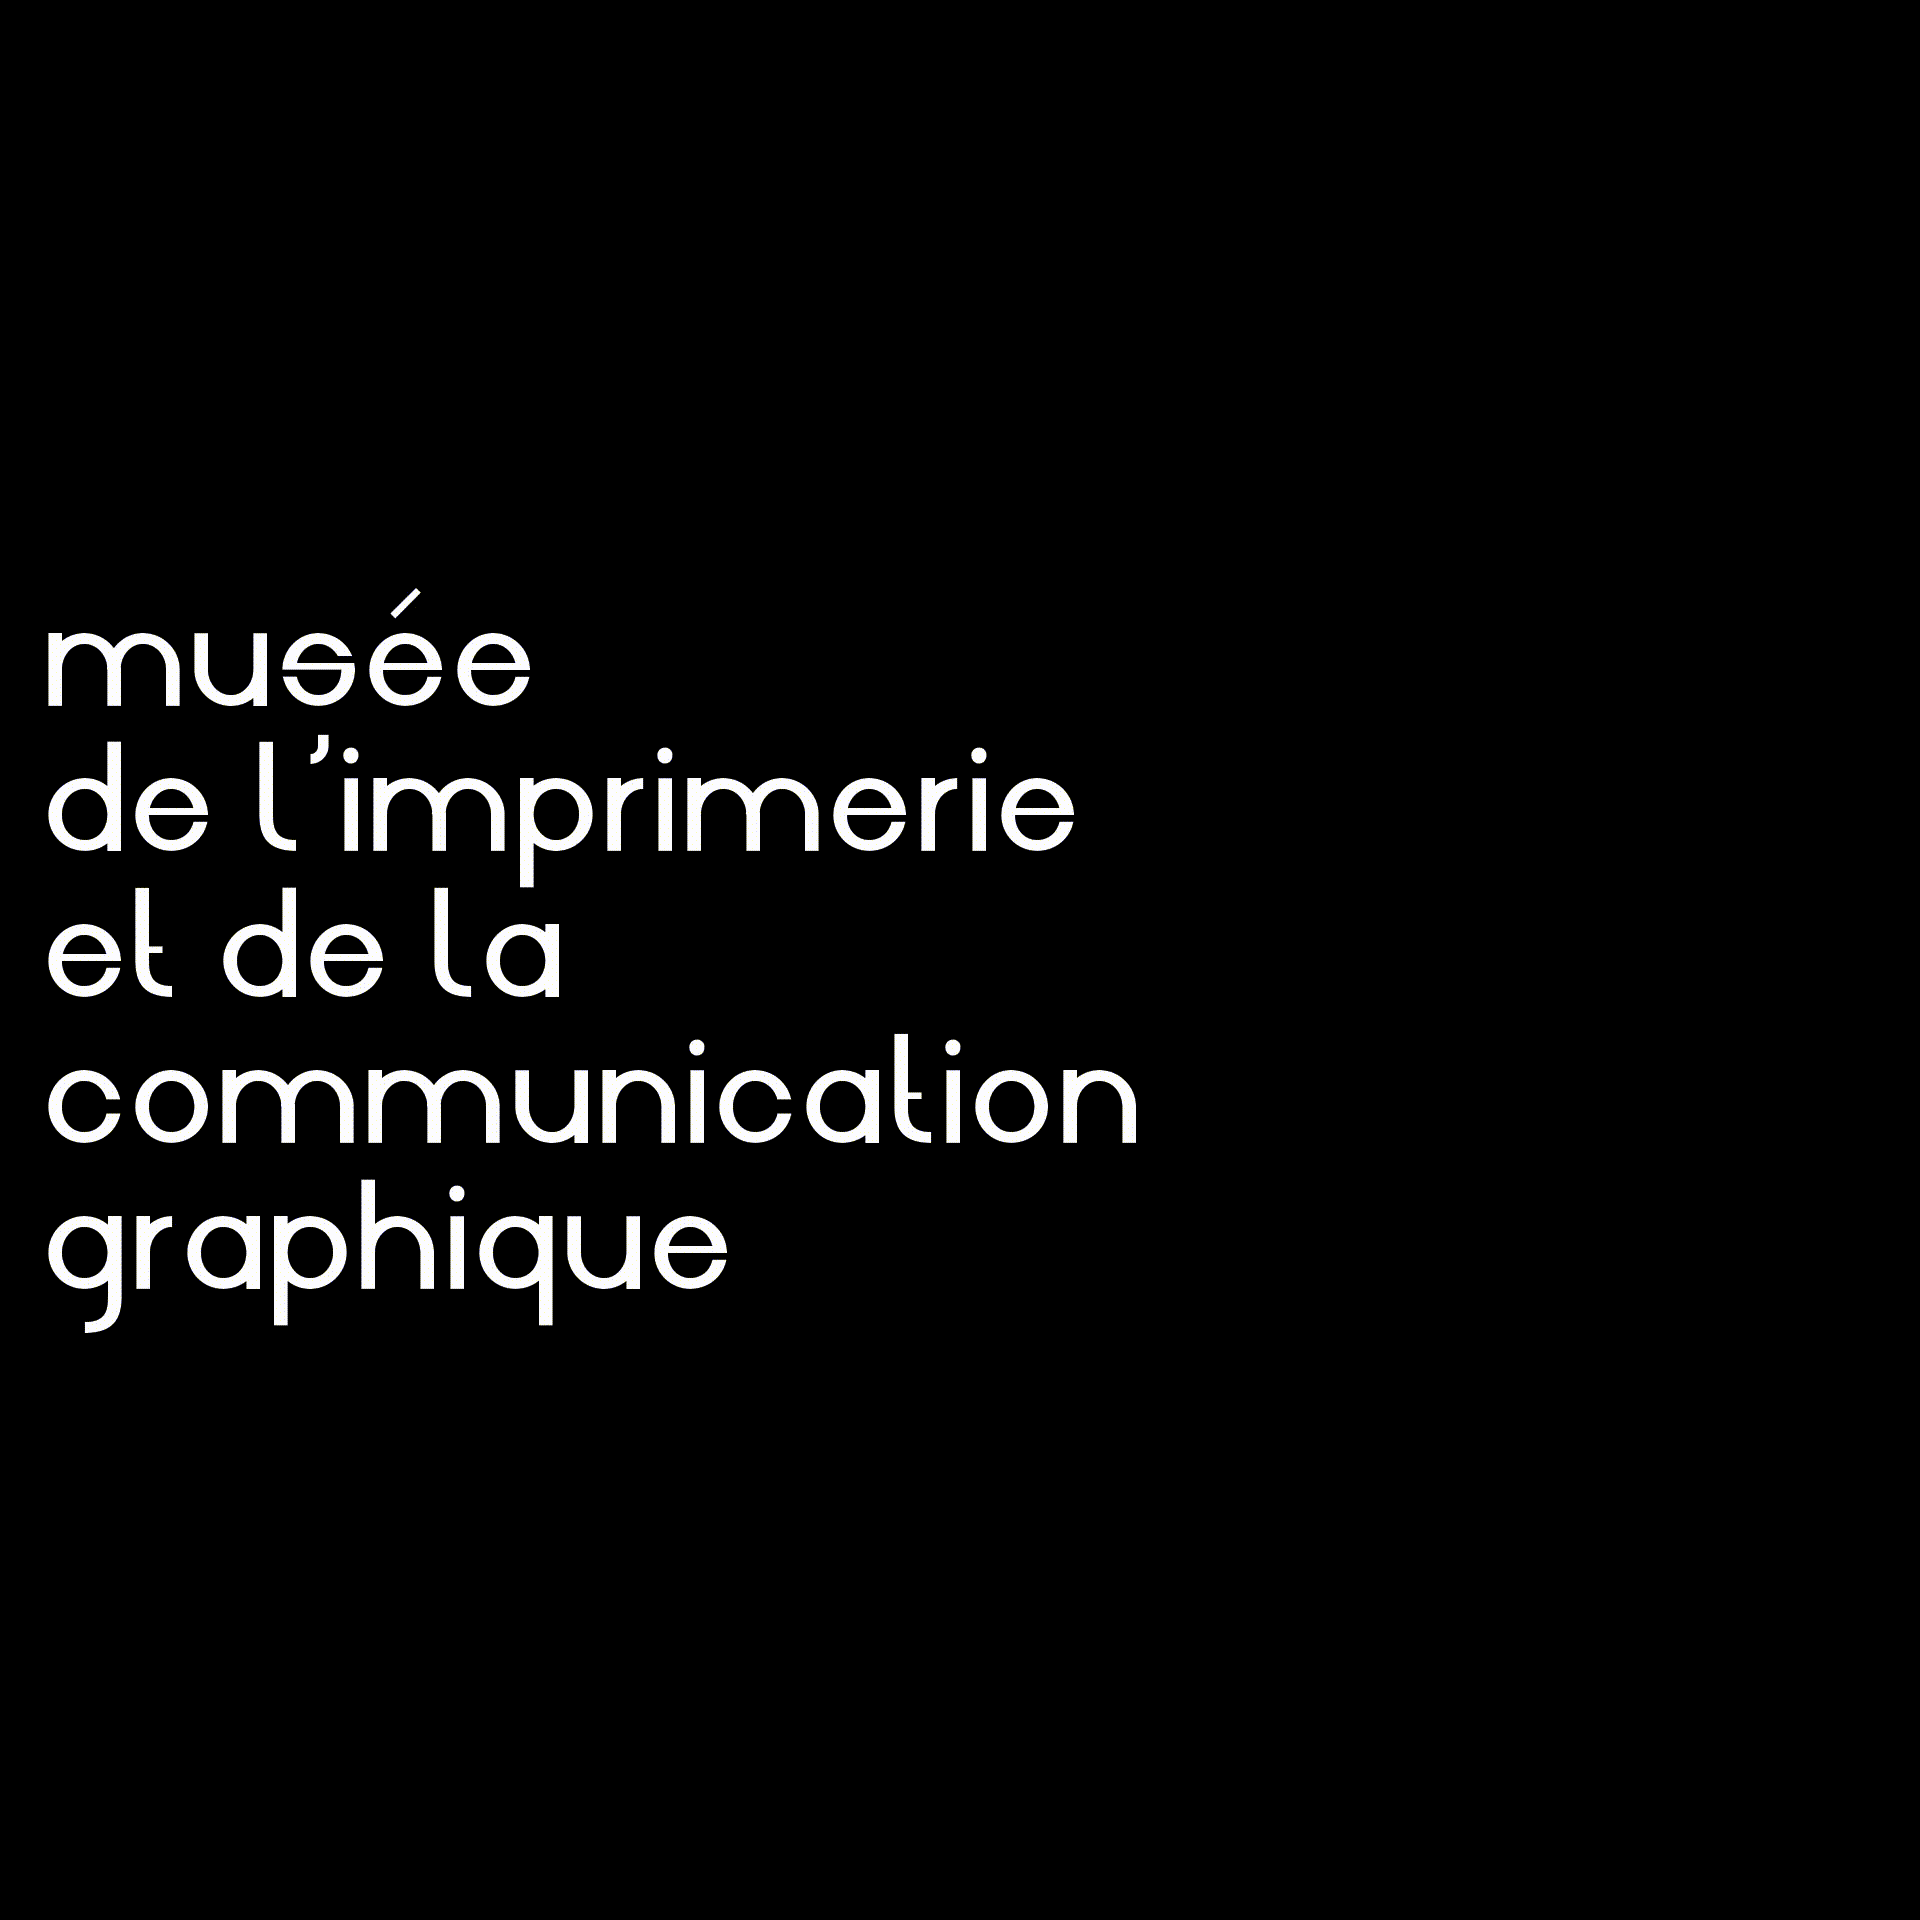 musée
de l’imprimerie
et de la
communication
graphique